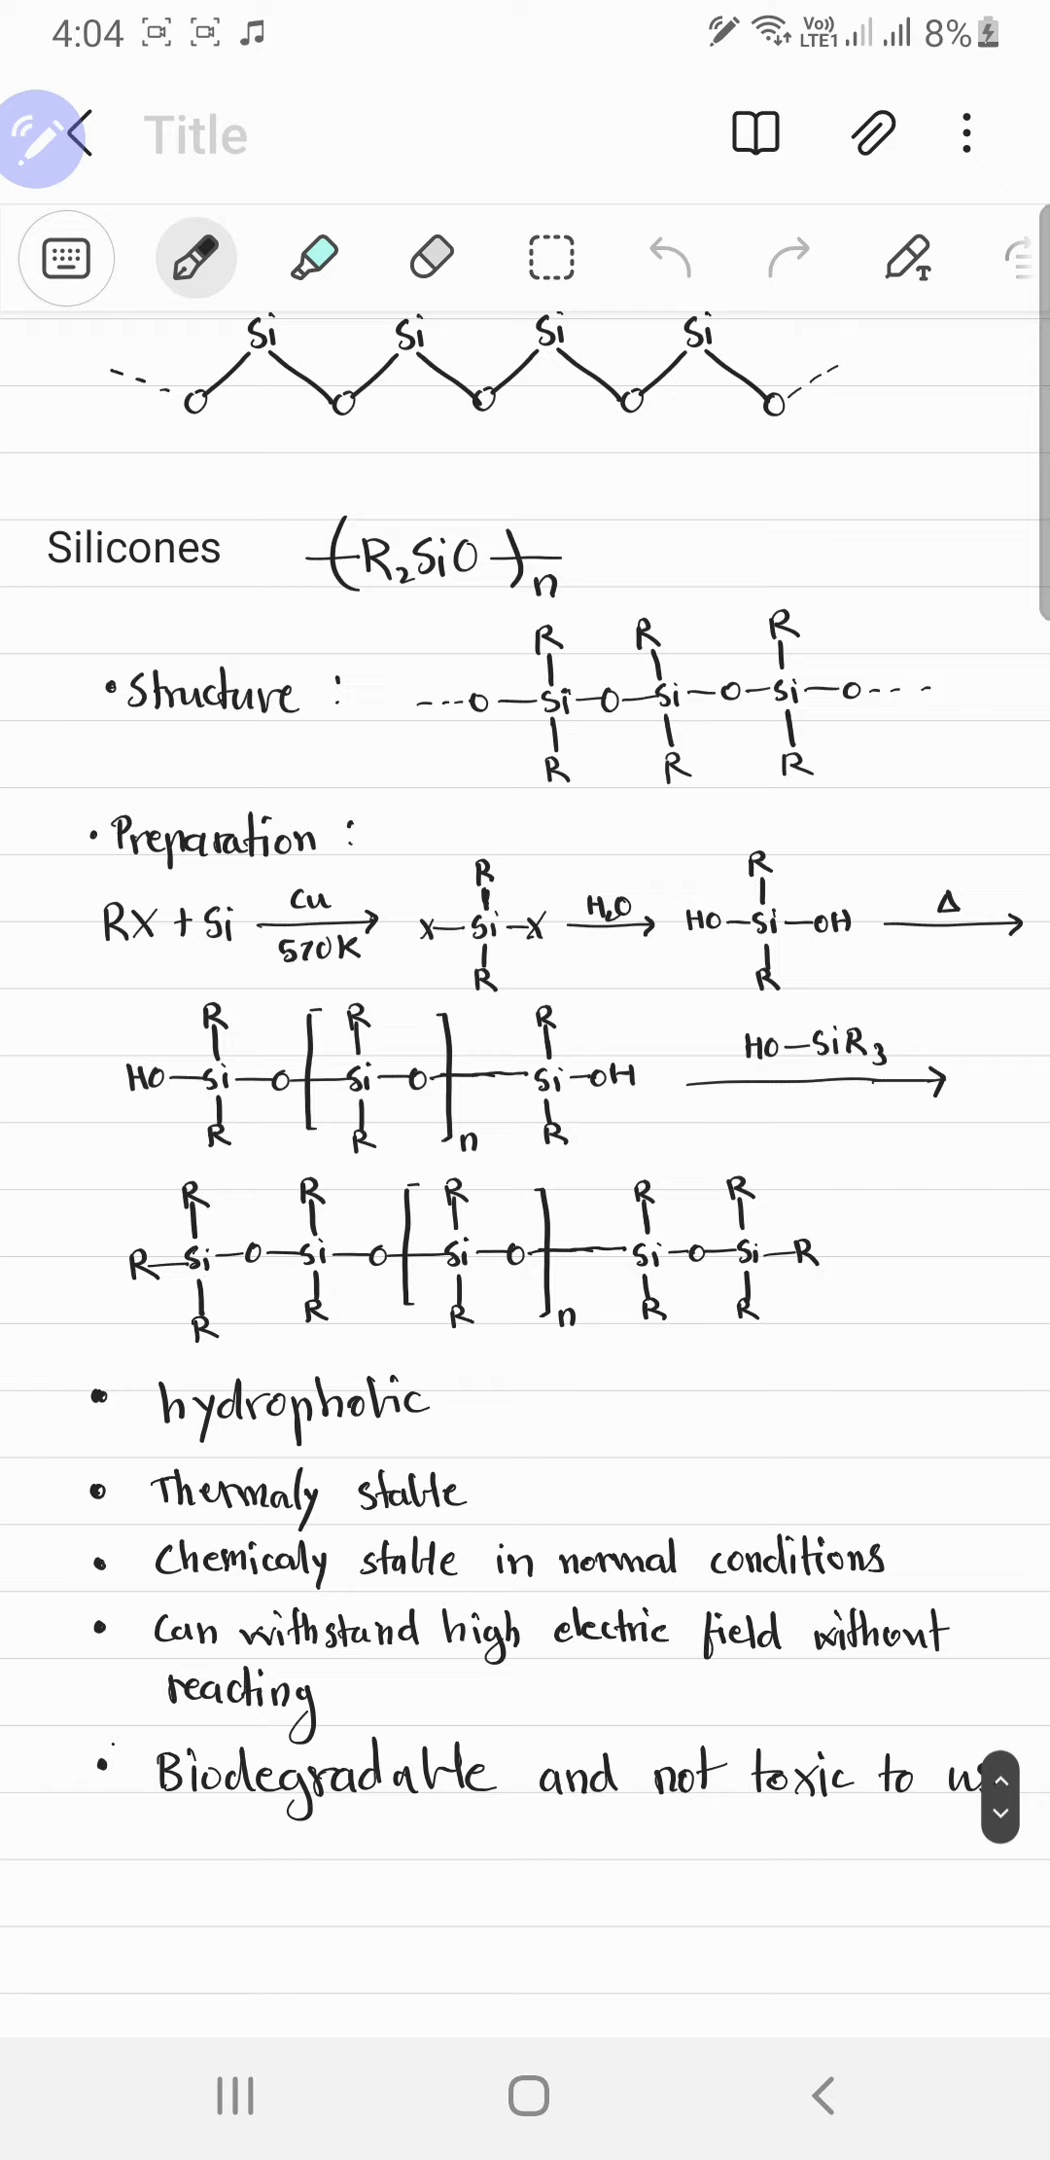 4:04 Vo)) LTE1 8%
Title
Si Si Si Si
O O O O O
Silicones (R₂SiO)n
R R R
• Structure : ---O—Si—O—Si—O—Si—O---
R R R
• Preparation :
R R
RX + Si Cu 570K → X—Si—X H₂O → HO—Si—OH Δ →
R R
R R R
HO—Si—O—[Si—O]n—Si—OH HO—SiR₃ →
R R R
R R R R R
R—Si—O—Si—O—[Si—O]n—Si—O—Si—R
R R R R R
• hydrophobic
• Thermaly stable
• Chemicaly stable in normal conditions
• Can withstand high electric field without
reacting
• Biodegradable and not toxic to